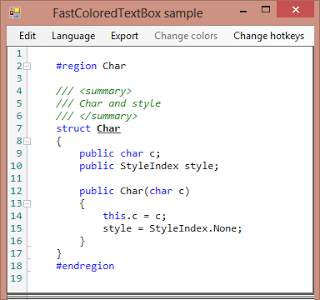 FastColoredTextBox sample
Edit Language Export Change colors Change hotkeys
1
2 #region Char
3
4 /// <summary>
5 /// Char and style
6 /// </summary>
7 struct Char
8 {
9 public char c;
10 public StyleIndex style;
11
12 public Char(char c)
13 {
14 this.c = c;
15 style = StyleIndex.None;
16 }
17 }
18 #endregion
19